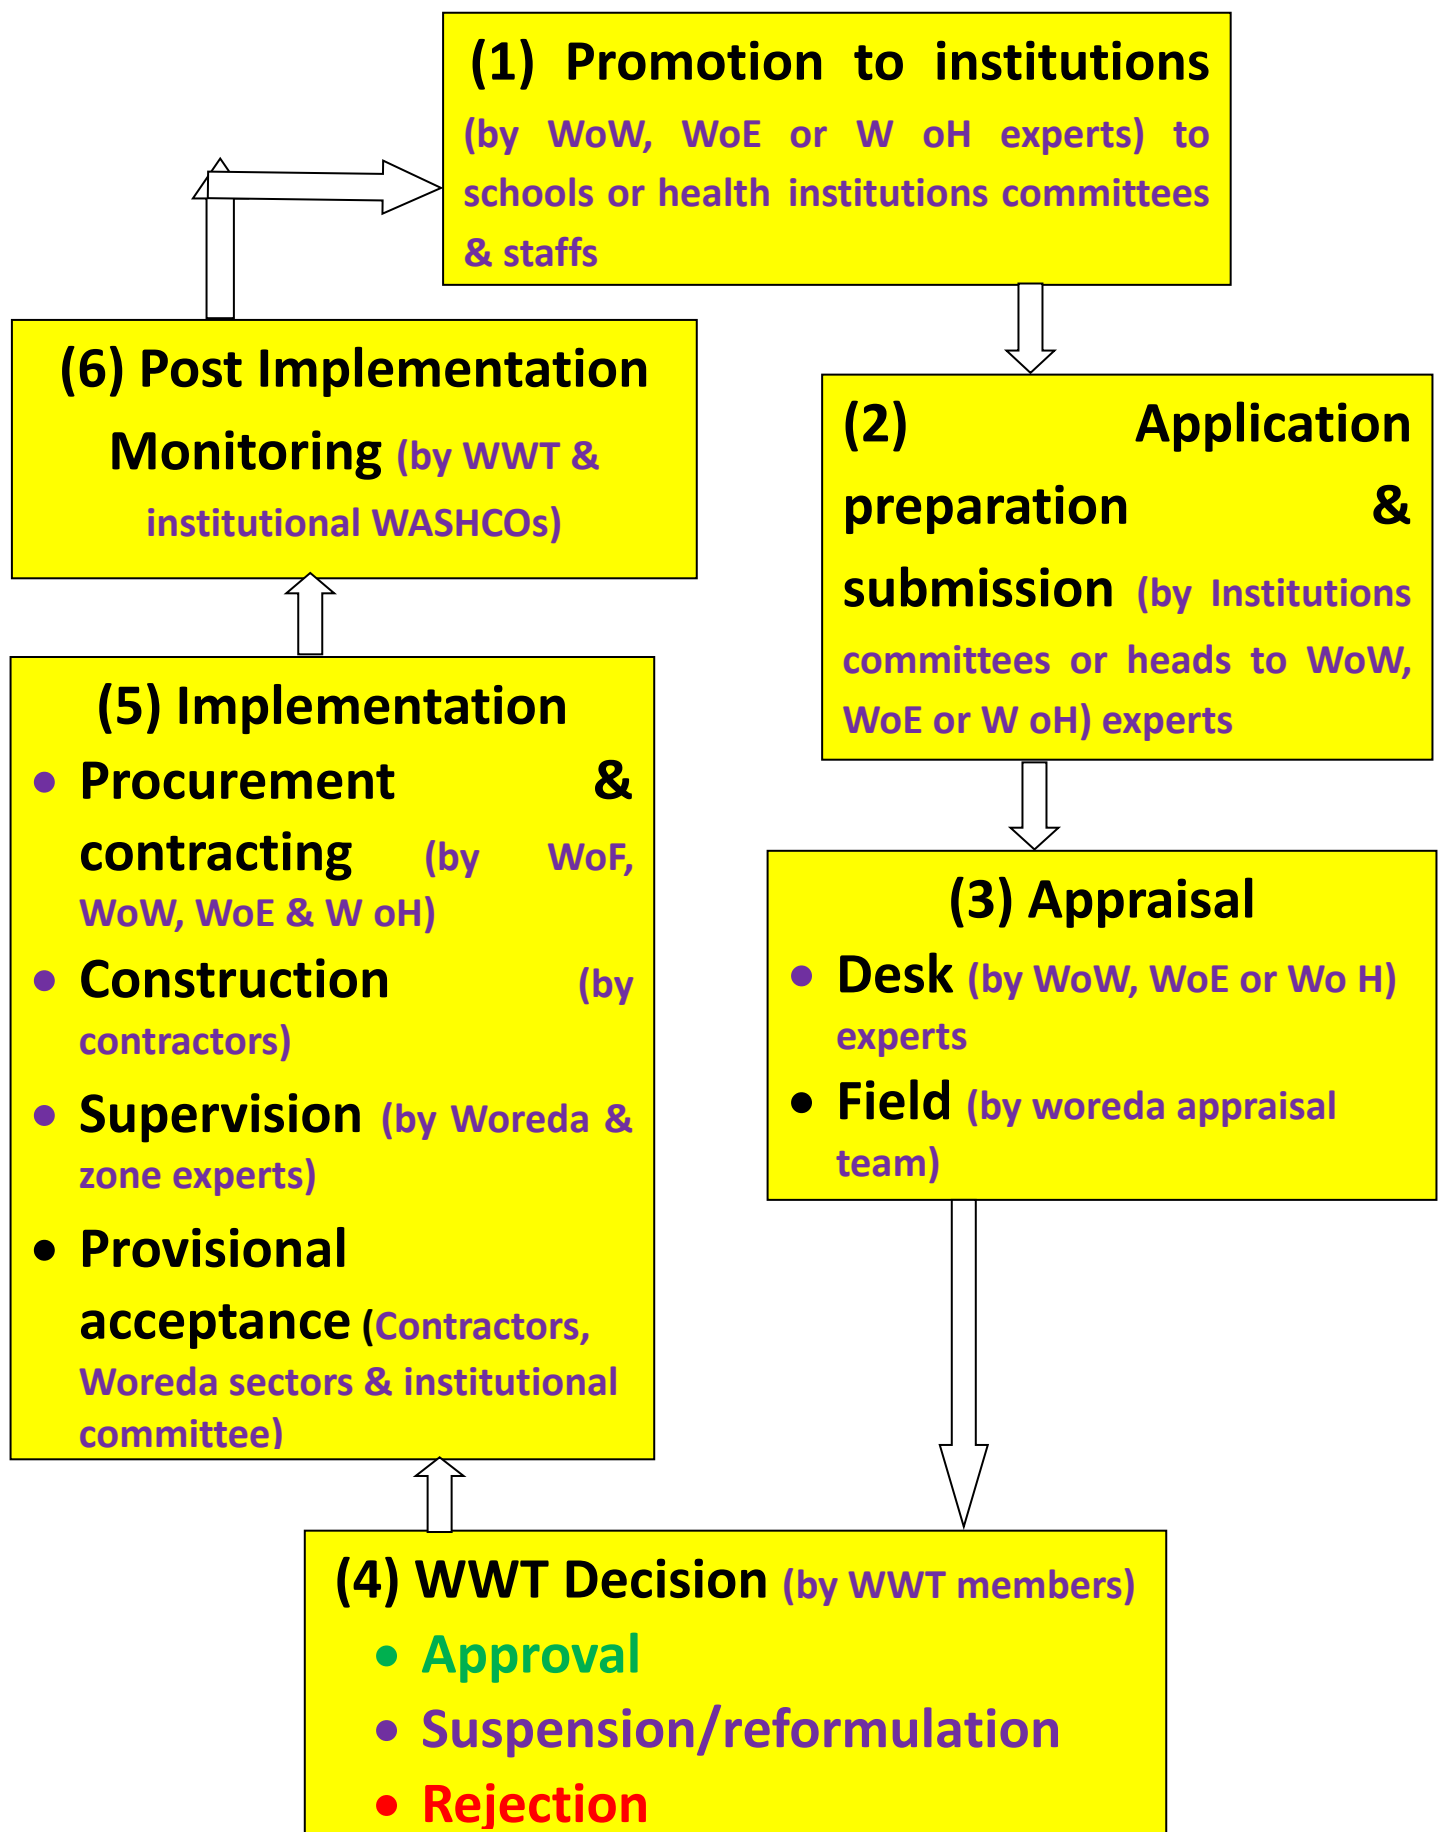 (1) Promotion to institutions
(by WoW, WoE or W oH experts) to
schools or health institutions committees
& staffs
(2) Application
preparation &
submission (by Institutions
committees or heads to WoW,
WoE or W oH) experts
(3) Appraisal
• Desk (by WoW, WoE or Wo H)
experts
• Field (by woreda appraisal
team)
(4) WWT Decision (by WWT members)
• Approval
• Suspension/reformulation
• Rejection
(5) Implementation
• Procurement &
contracting (by WoF,
WoW, WoE & W oH)
• Construction (by
contractors)
• Supervision (by Woreda &
zone experts)
• Provisional
acceptance (Contractors,
Woreda sectors & institutional
committee)
(6) Post Implementation
Monitoring (by WWT &
institutional WASHCOs)